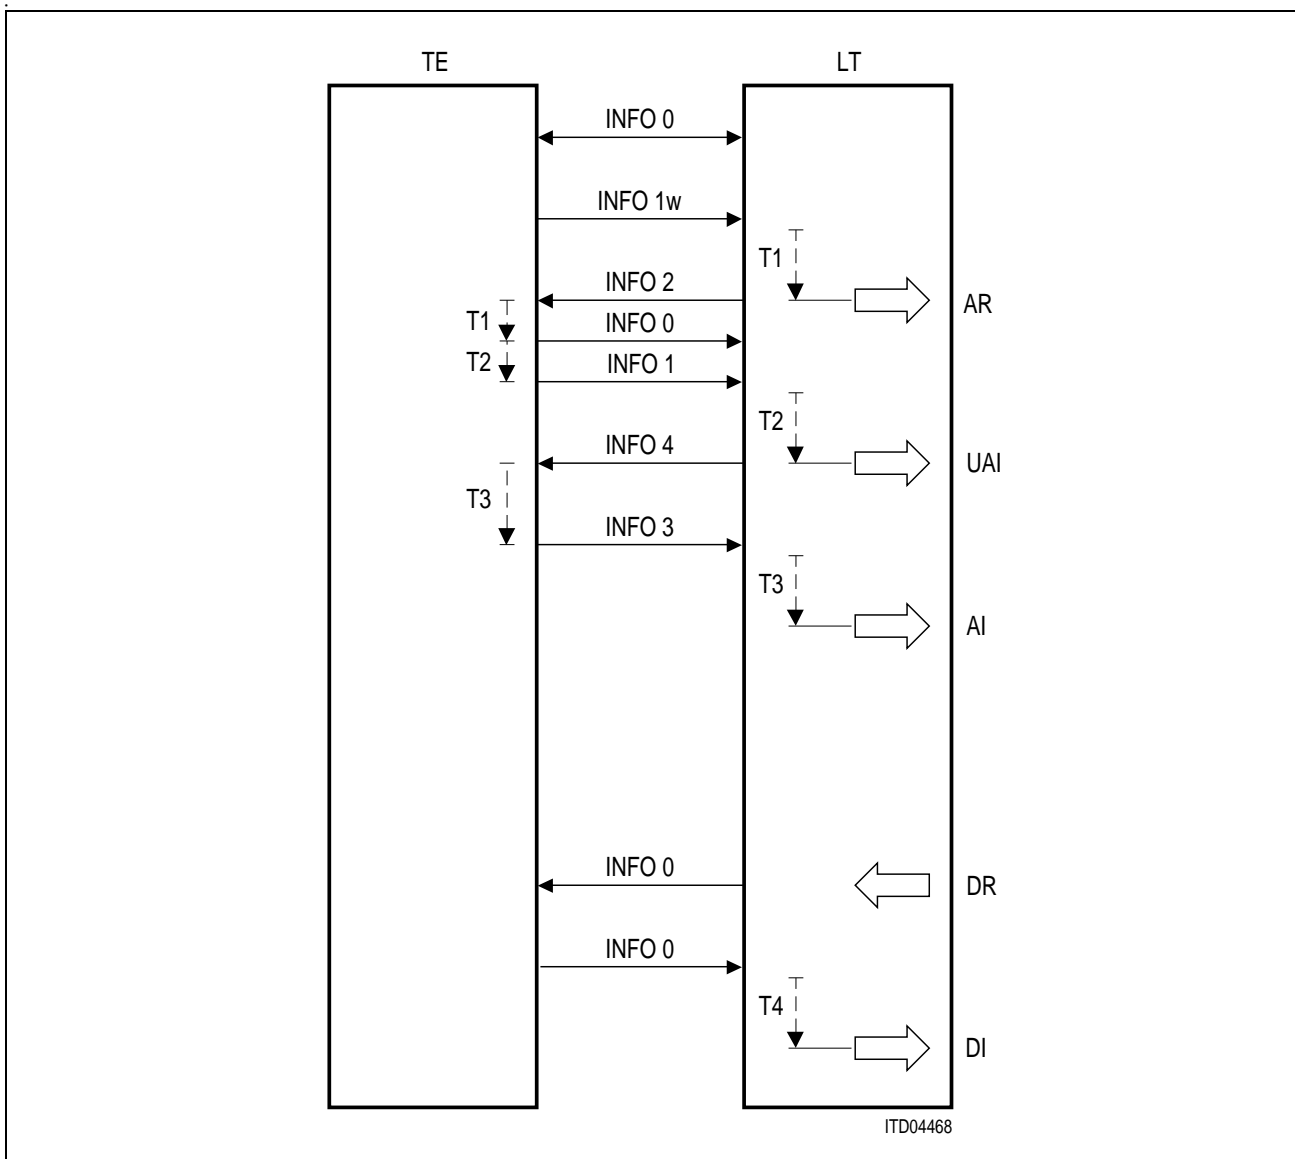 TE LT
INFO 0
INFO 1w
T1
INFO 2
AR
T1
INFO 0
T2
INFO 1
T2
INFO 4
UAI
T3
INFO 3
T3
AI
INFO 0
DR
INFO 0
T4
DI
ITD04468